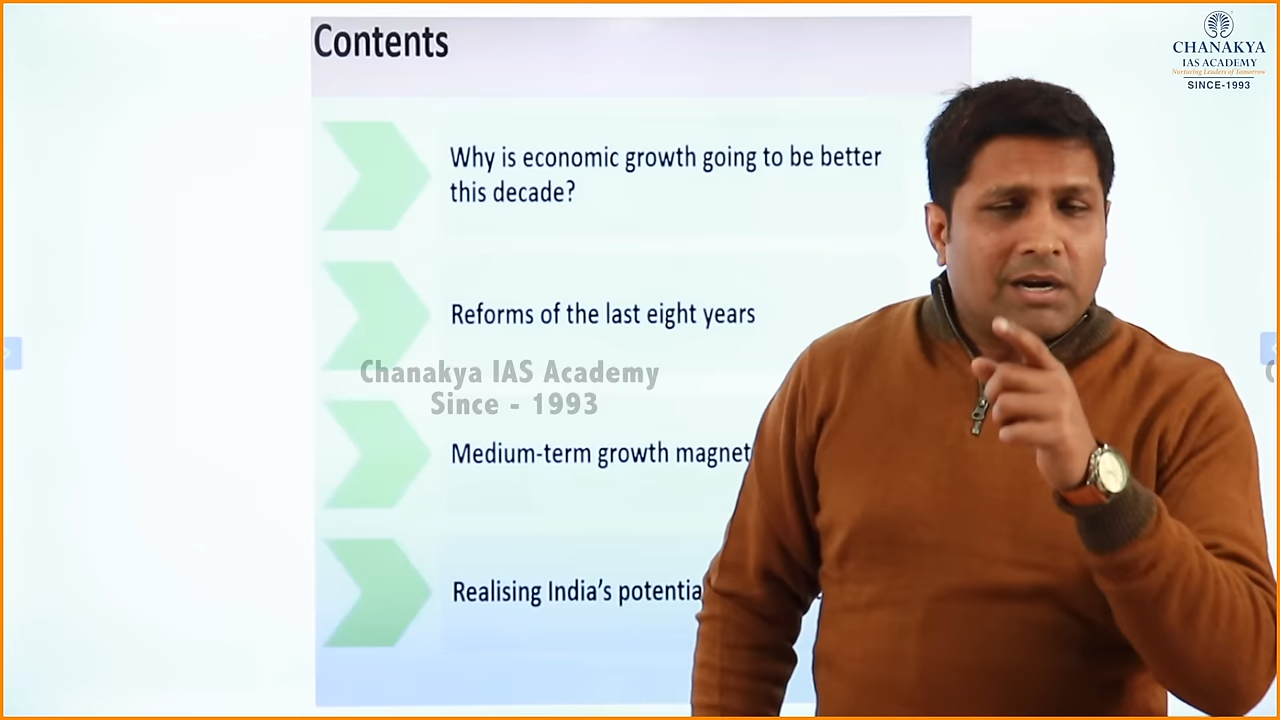 Contents
CHANAKYA
IAS ACADEMY
Nurturing Leaders of Tomorrow
SINCE-1993
Why is economic growth going to be better
this decade?
Reforms of the last eight years
Chanakya IAS Academy
Since - 1993
Medium-term growth magnet
Realising India's